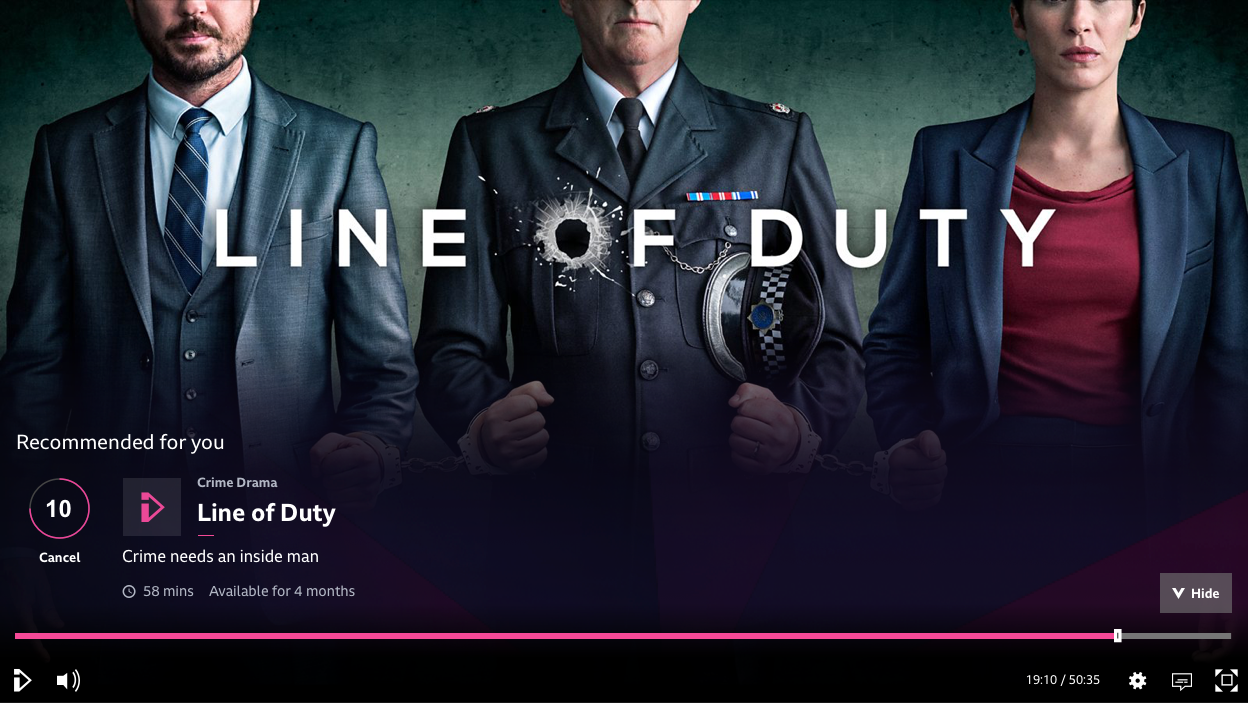 LINE OF DUTY
Recommended for you
10
Cancel
Crime Drama
Line of Duty
Crime needs an inside man
58 mins Available for 4 months
Hide
19:10 / 50:35